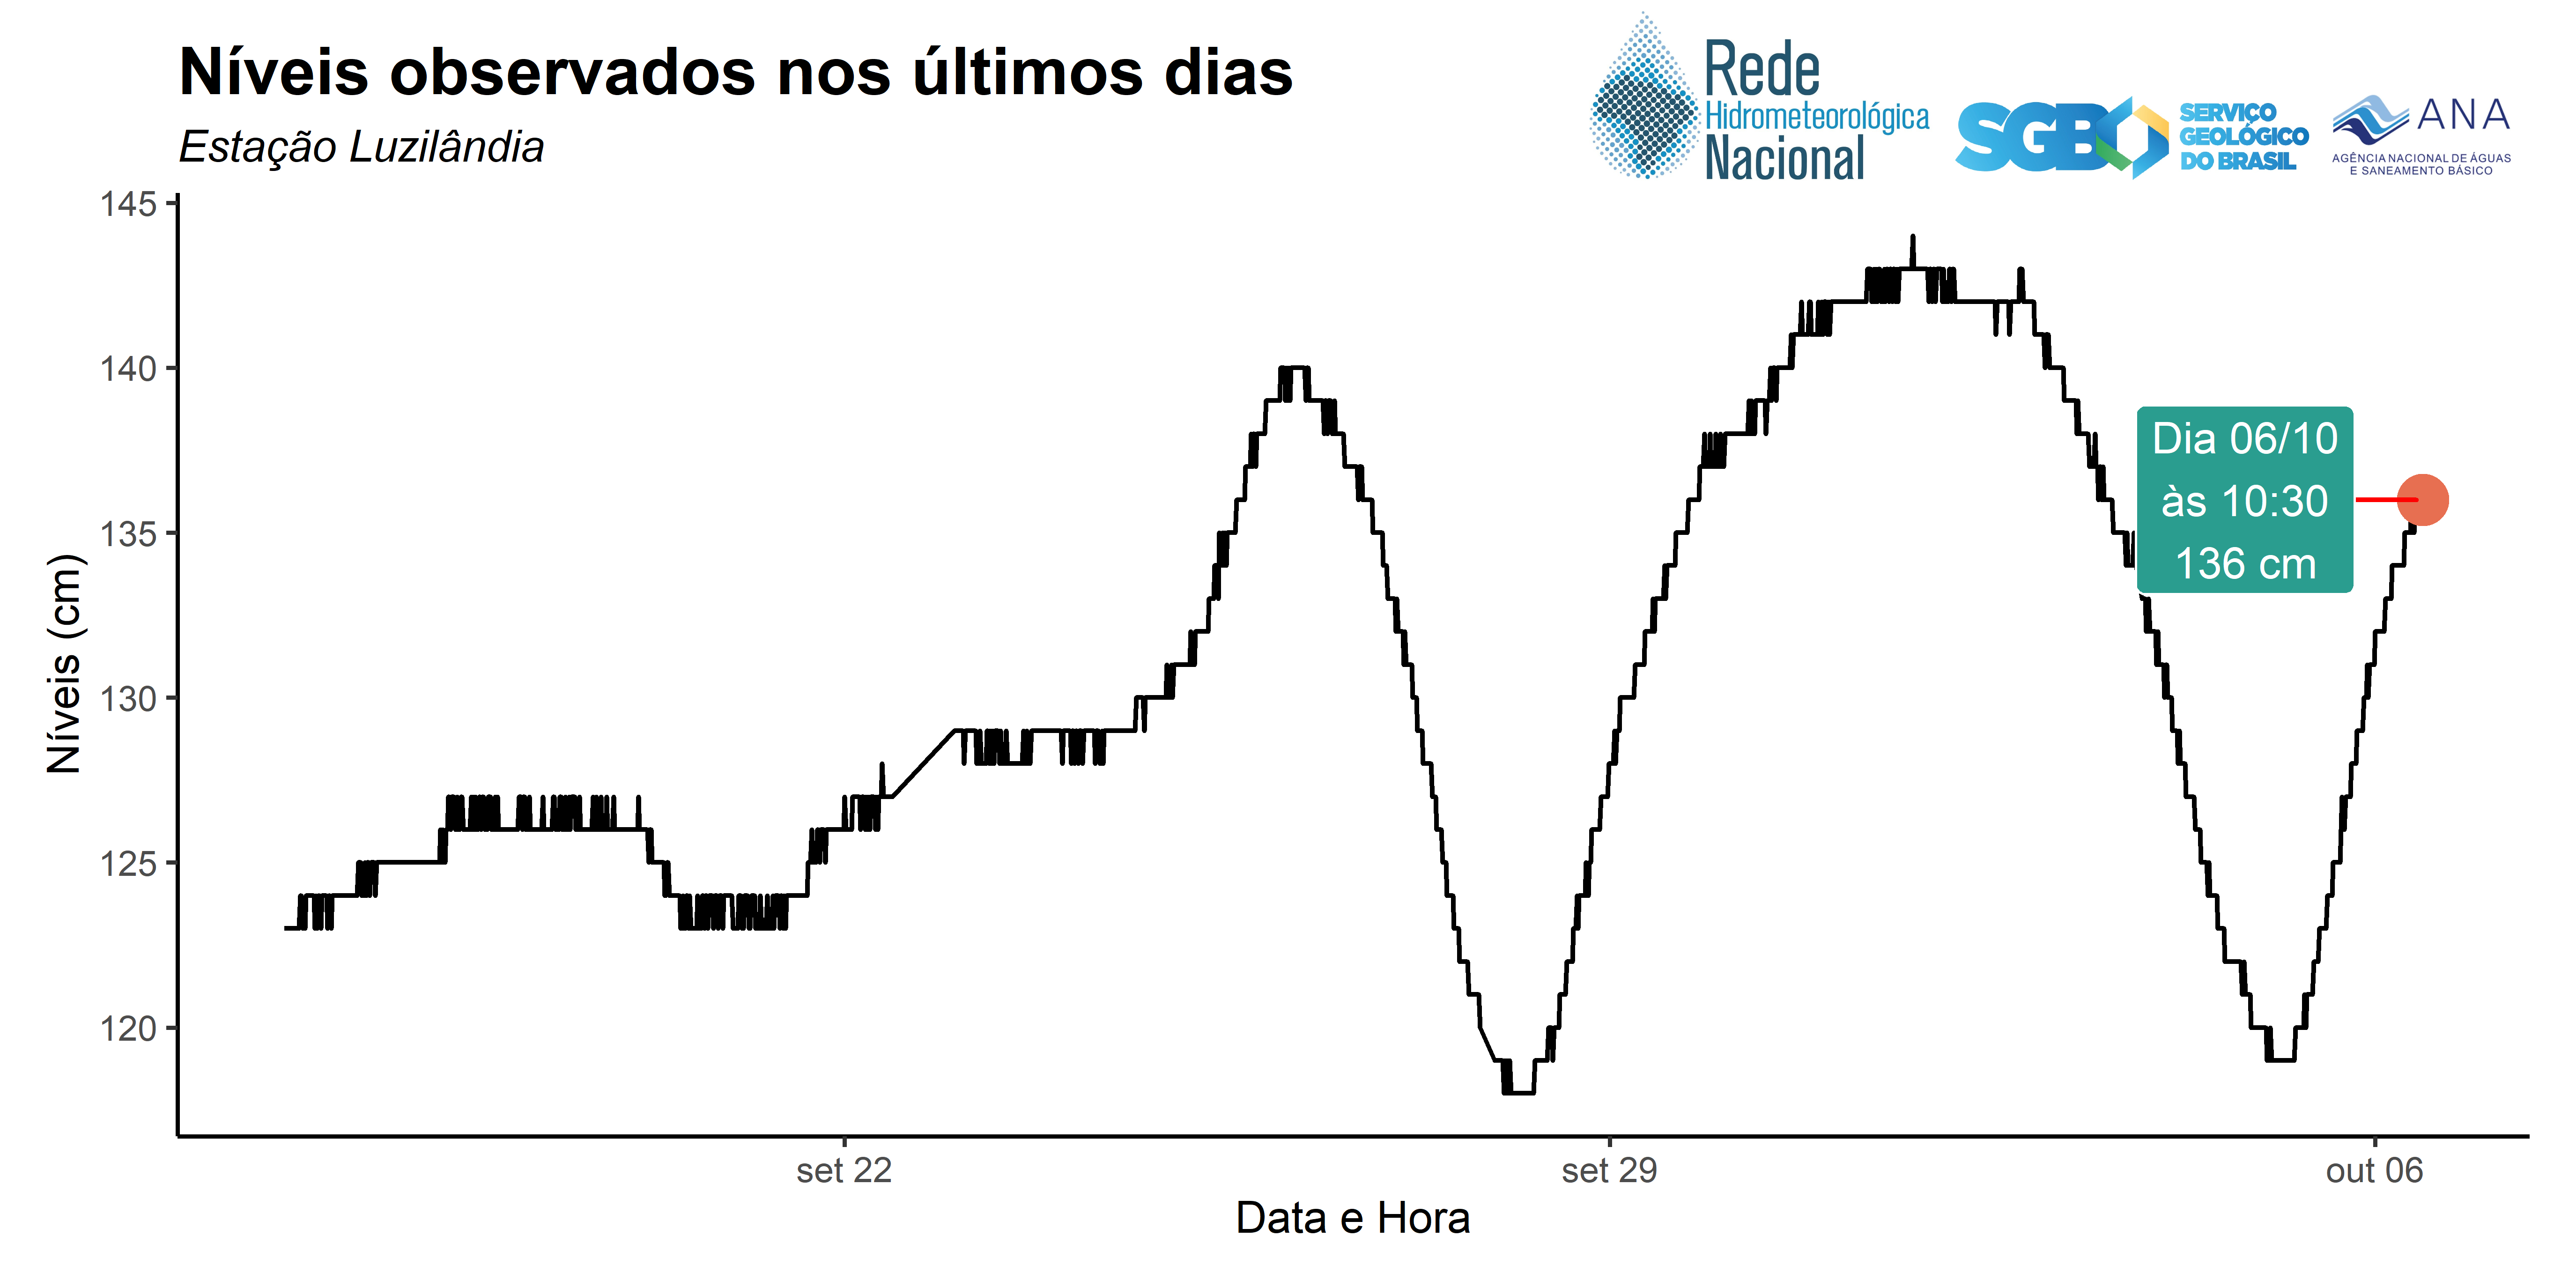 Níveis observados nos últimos dias
Estação Luzilândia
Rede
Hidrometeorológica
Nacional
SGB
SERVIÇO
GEOLÓGICO
DO BRASIL
ANA
AGÊNCIA NACIONAL DE ÁGUAS
E SANEAMENTO BÁSICO
145
140
135
130
125
120
Níveis (cm)
Dia 06/10
às 10:30
136 cm
set 22
set 29
out 06
Data e Hora